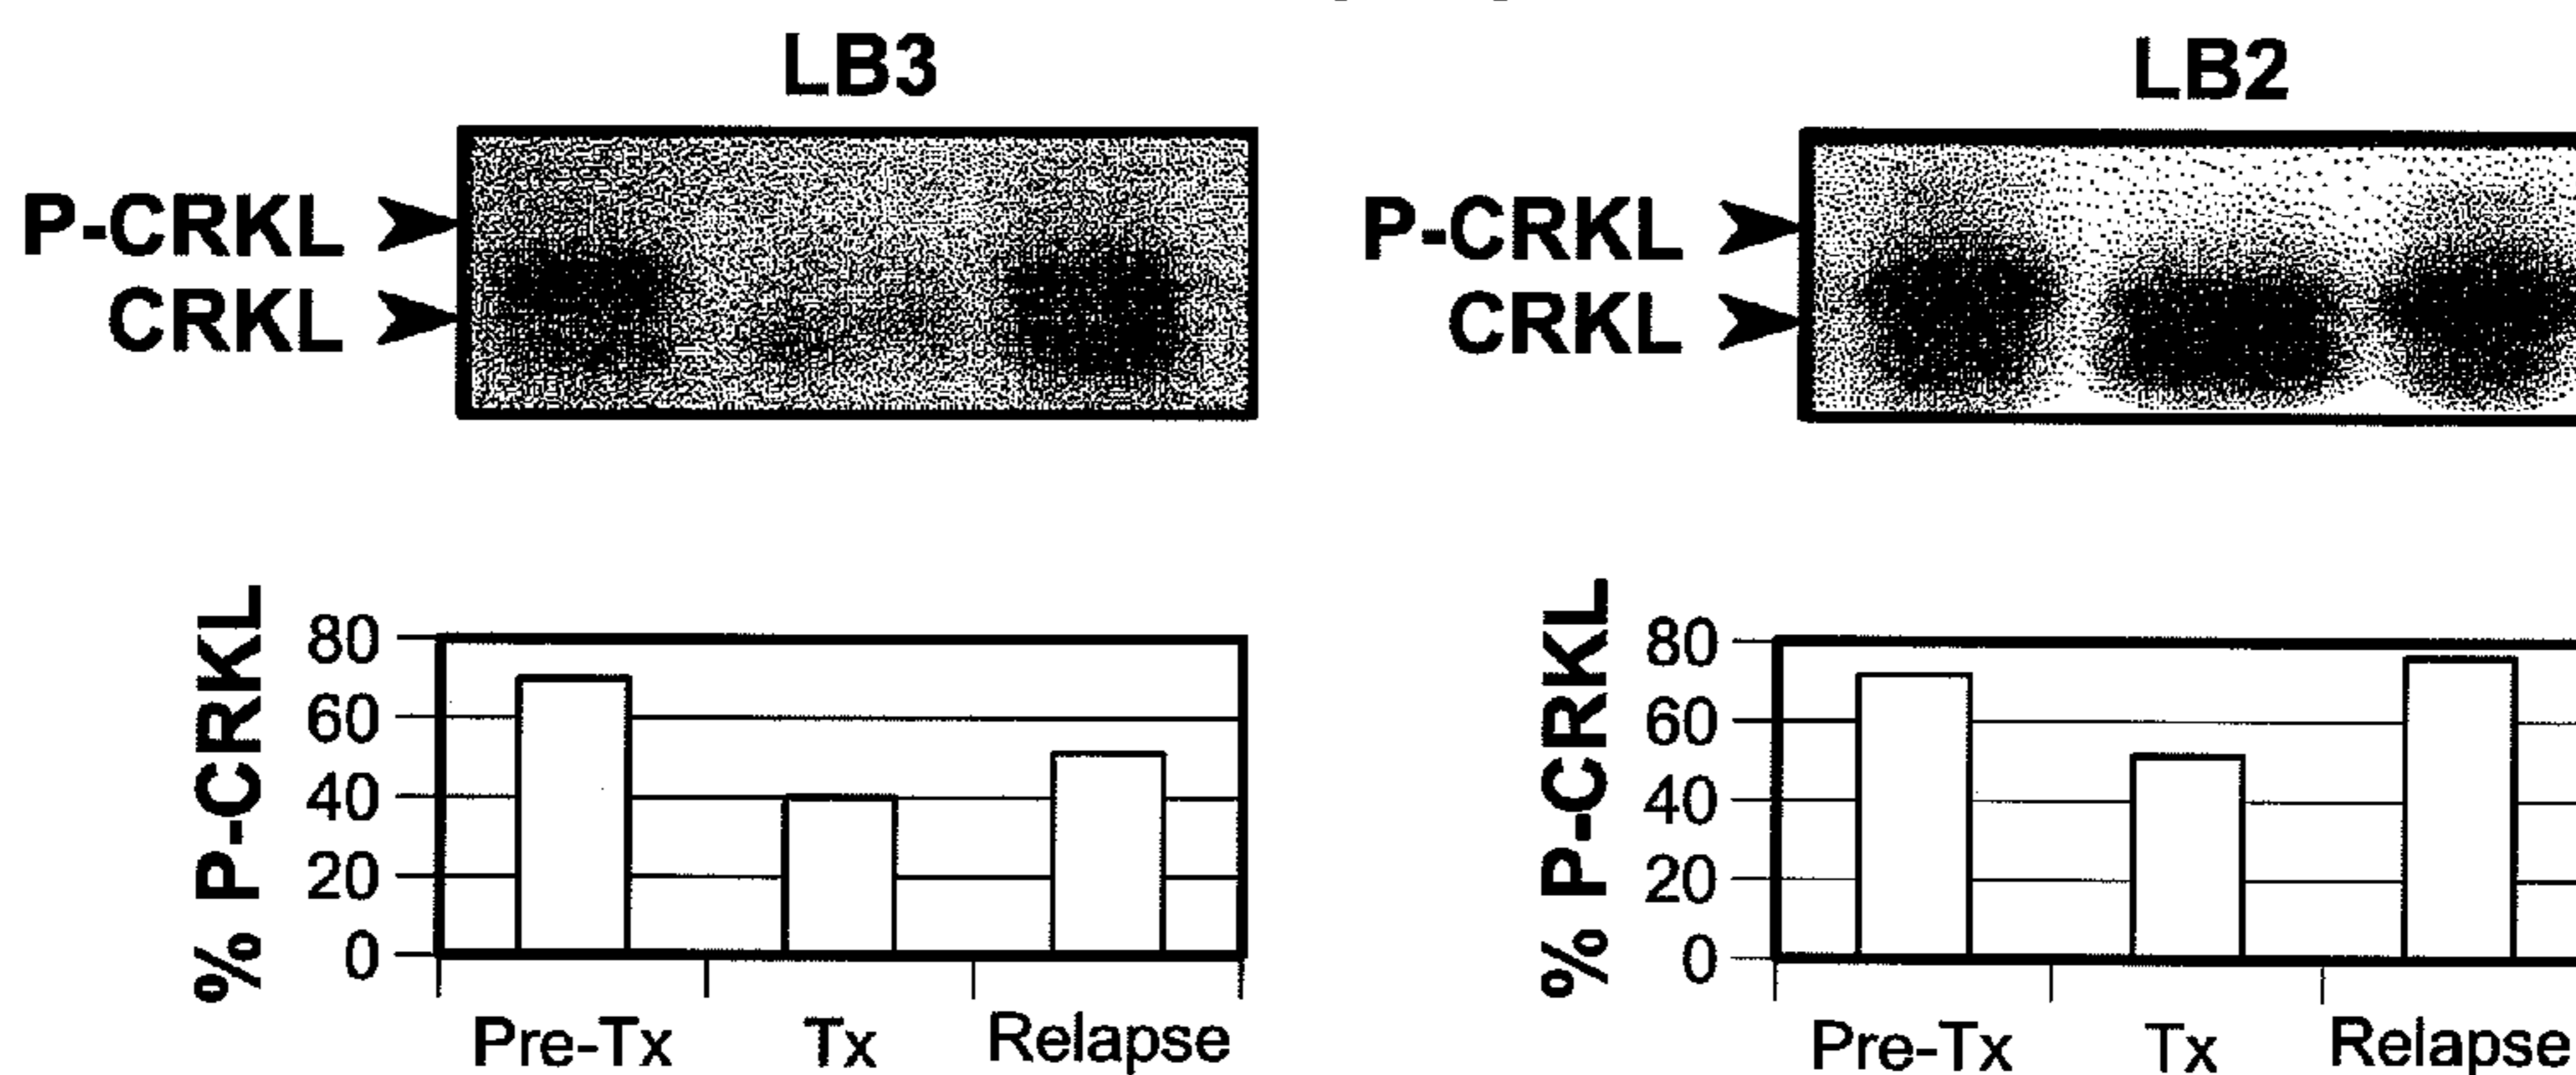 LB3
P-CRKL
CRKL
% P-CRKL
80
60
40
20
0
Pre-Tx Tx Relapse
LB2
P-CRKL
CRKL
% P-CRKL
80
60
40
20
0
Pre-Tx Tx Relapse